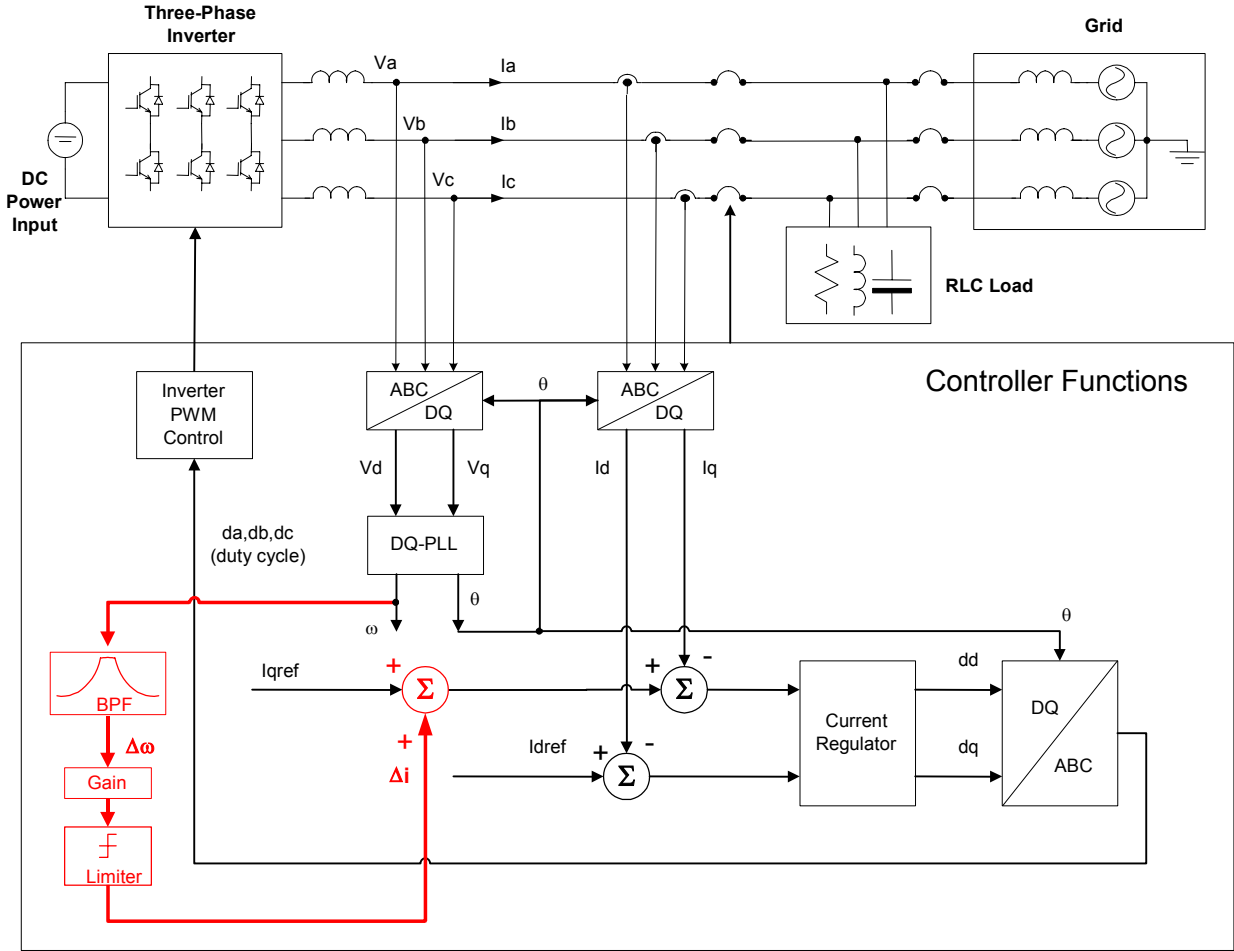 Three-Phase
Inverter
Grid
Va
Ia
Vb
Ib
Vc
Ic
DC
Power
Input
RLC Load
Controller Functions
Inverter
PWM
Control
ABC
DQ
θ
ABC
DQ
Vd
Vq
Id
Iq
da,db,dc
(duty cycle)
DQ-PLL
ω
θ
θ
BPF
Iqref
+
Σ
+
-
Σ
dd
DQ
ABC
Current
Regulator
Δω
+
Δi
Idref
+
-
Σ
dq
Gain
Limiter